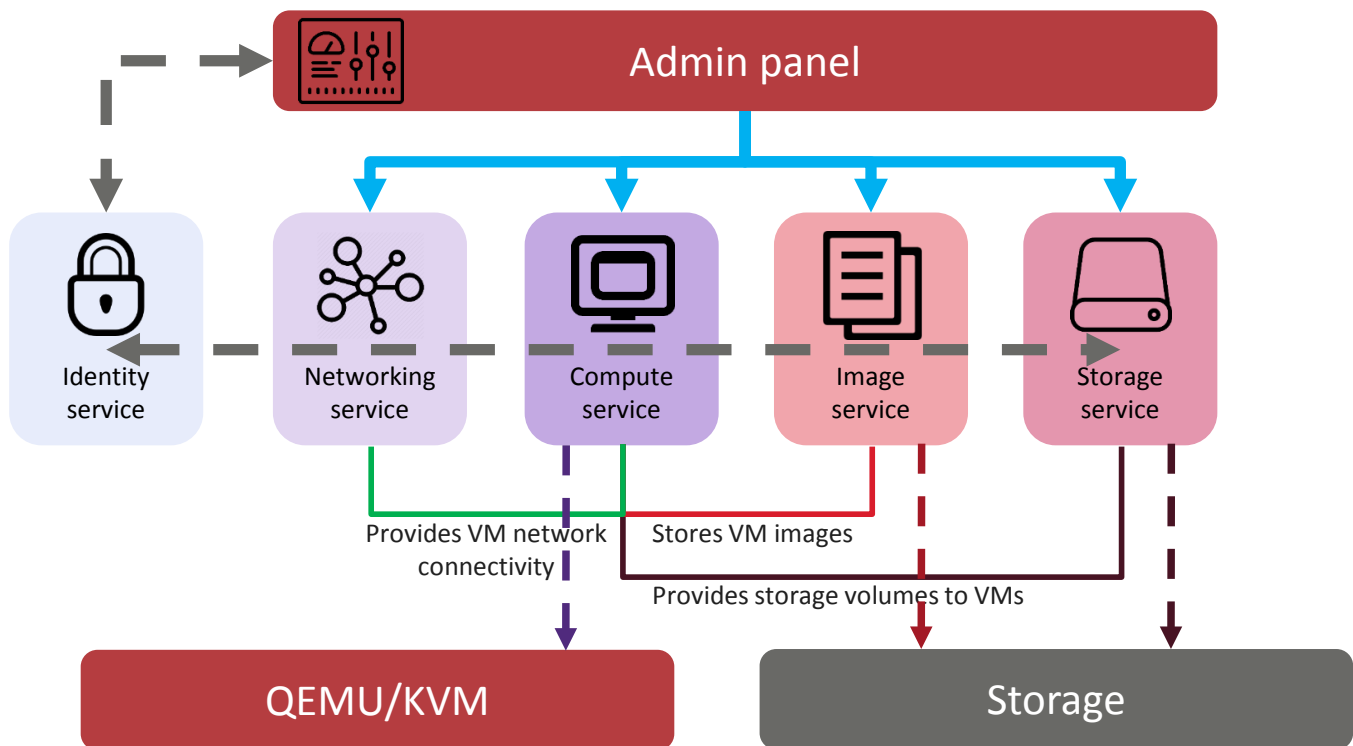 Admin panel
Identity
service
Networking
service
Compute
service
Image
service
Storage
service
Provides VM network
connectivity
Stores VM images
Provides storage volumes to VMs
QEMU/KVM
Storage